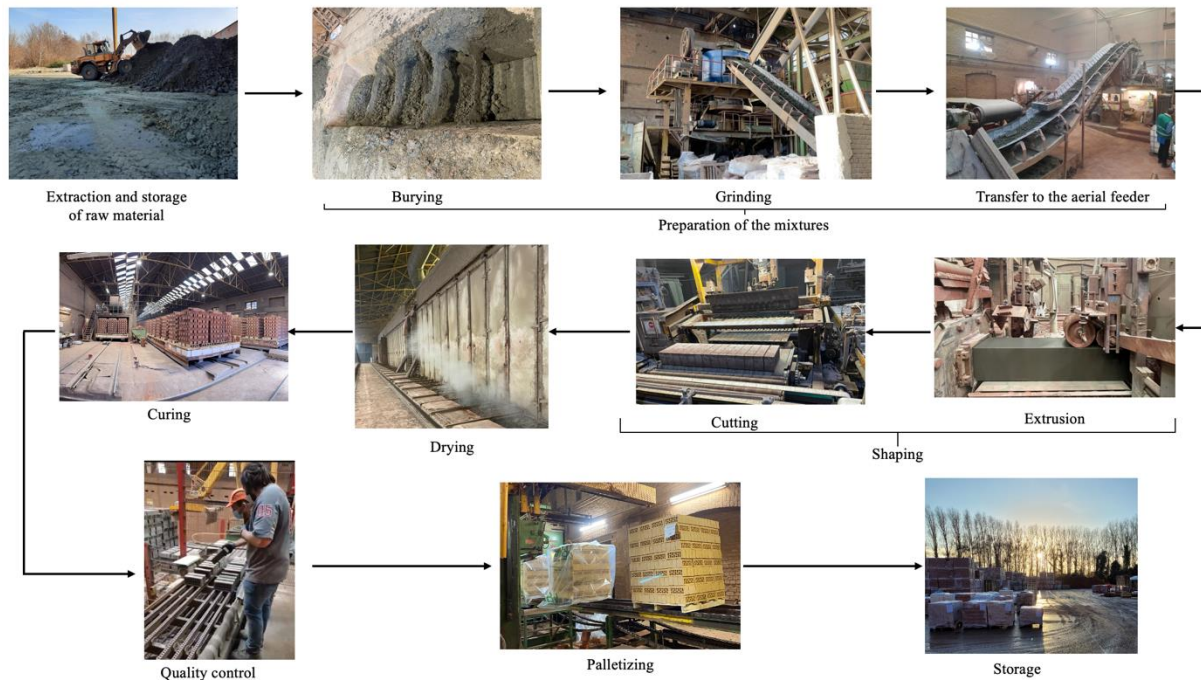 Extraction and storage
of raw material
Burying
Grinding
Transfer to the aerial feeder
Preparation of the mixtures
Curing
Drying
Cutting
Extrusion
Shaping
Quality control
Palletizing
Storage